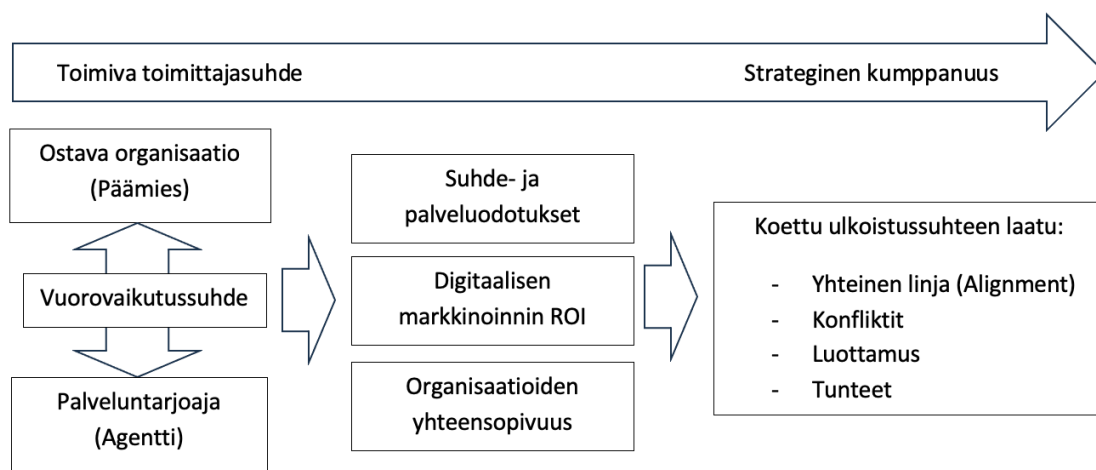 Toimiva toimittajasuhde
Strateginen kumppanuus
Ostava organisaatio
(Päämies)
Vuorovaikutussuhde
Palveluntarjoaja
(Agentti)
Suhde- ja
palveluodotukset
Digitaalisen
markkinoinnin ROI
Organisaatioiden
yhteensopivuus
Koettu ulkoistussuhteen laatu:
- Yhteinen linja (Alignment)
- Konfliktit
- Luottamus
- Tunteet